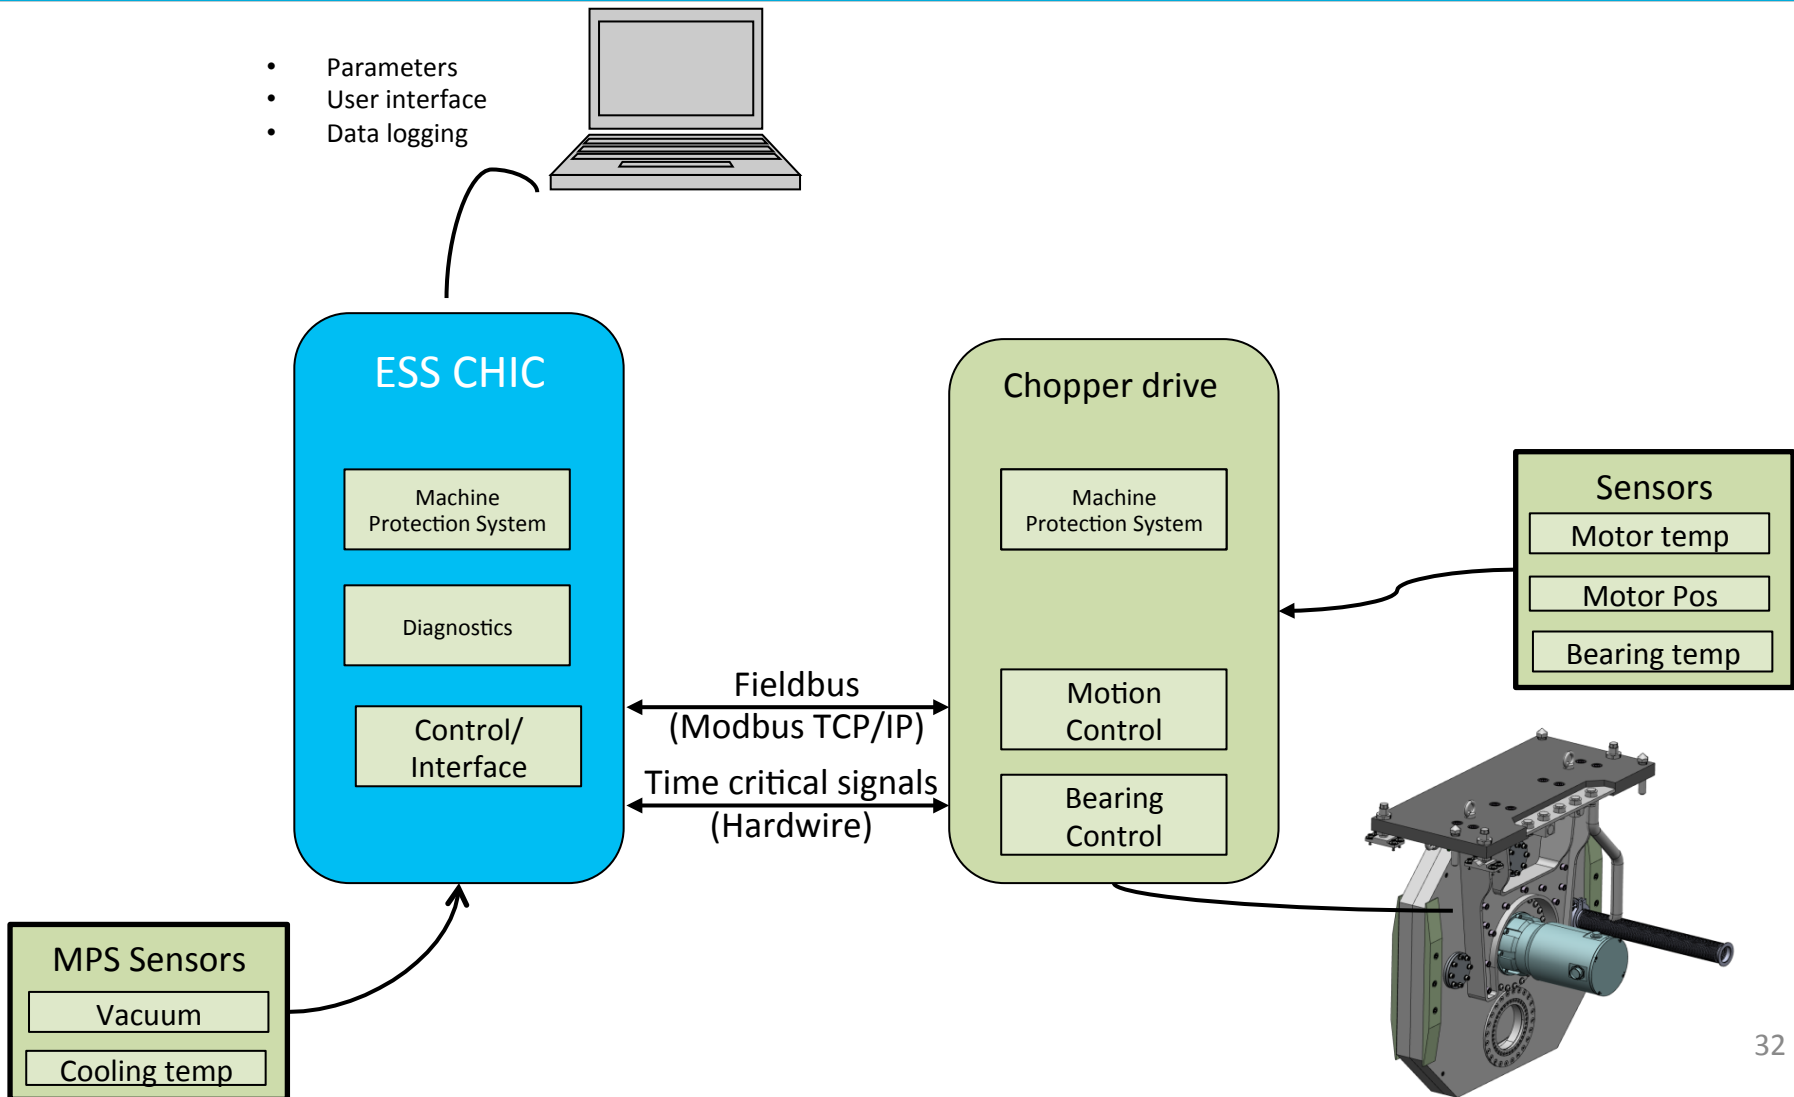 • Parameters
• User interface
• Data logging
ESS CHIC
Machine
Protection System
Diagnostics
Control/
Interface
Fieldbus
(Modbus TCP/IP)
Time critical signals
(Hardwire)
Chopper drive
Machine
Protection System
Motion
Control
Bearing
Control
Sensors
Motor temp
Motor Pos
Bearing temp
MPS Sensors
Vacuum
Cooling temp
32